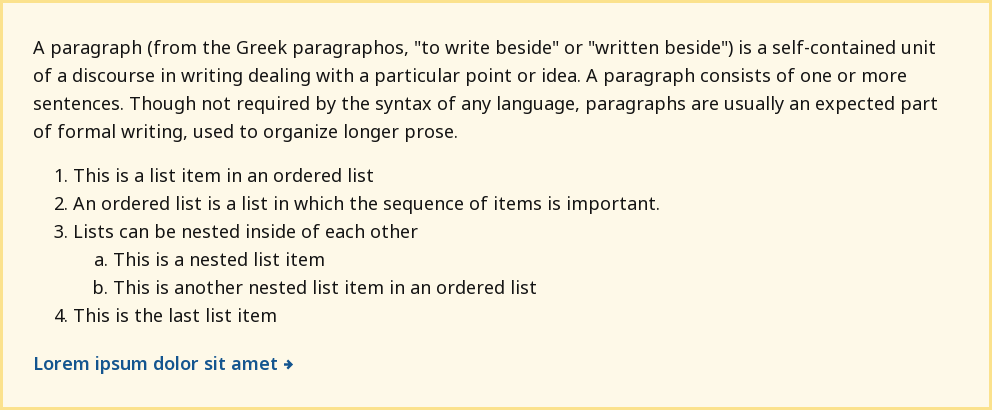 A paragraph (from the Greek paragraphos, "to write beside" or "written beside") is a self-contained unit
of a discourse in writing dealing with a particular point or idea. A paragraph consists of one or more
sentences. Though not required by the syntax of any language, paragraphs are usually an expected part
of formal writing, used to organize longer prose.
1. This is a list item in an ordered list
2. An ordered list is a list in which the sequence of items is important.
3. Lists can be nested inside of each other
a. This is a nested list item
b. This is another nested list item in an ordered list
4. This is the last list item
Lorem ipsum dolor sit amet →